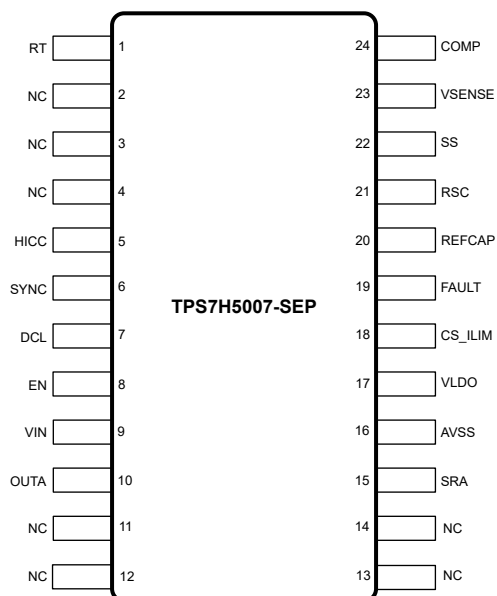 RT 1 24 COMP
NC 2 23 VSENSE
NC 3 22 SS
NC 4 21 RSC
HICC 5 20 REFCAP
SYNC 6 19 FAULT
TPS7H5007-SEP
DCL 7 18 CS_ILIM
EN 8 17 VLDO
VIN 9 16 AVSS
OUTA 10 15 SRA
NC 11 14 NC
NC 12 13 NC